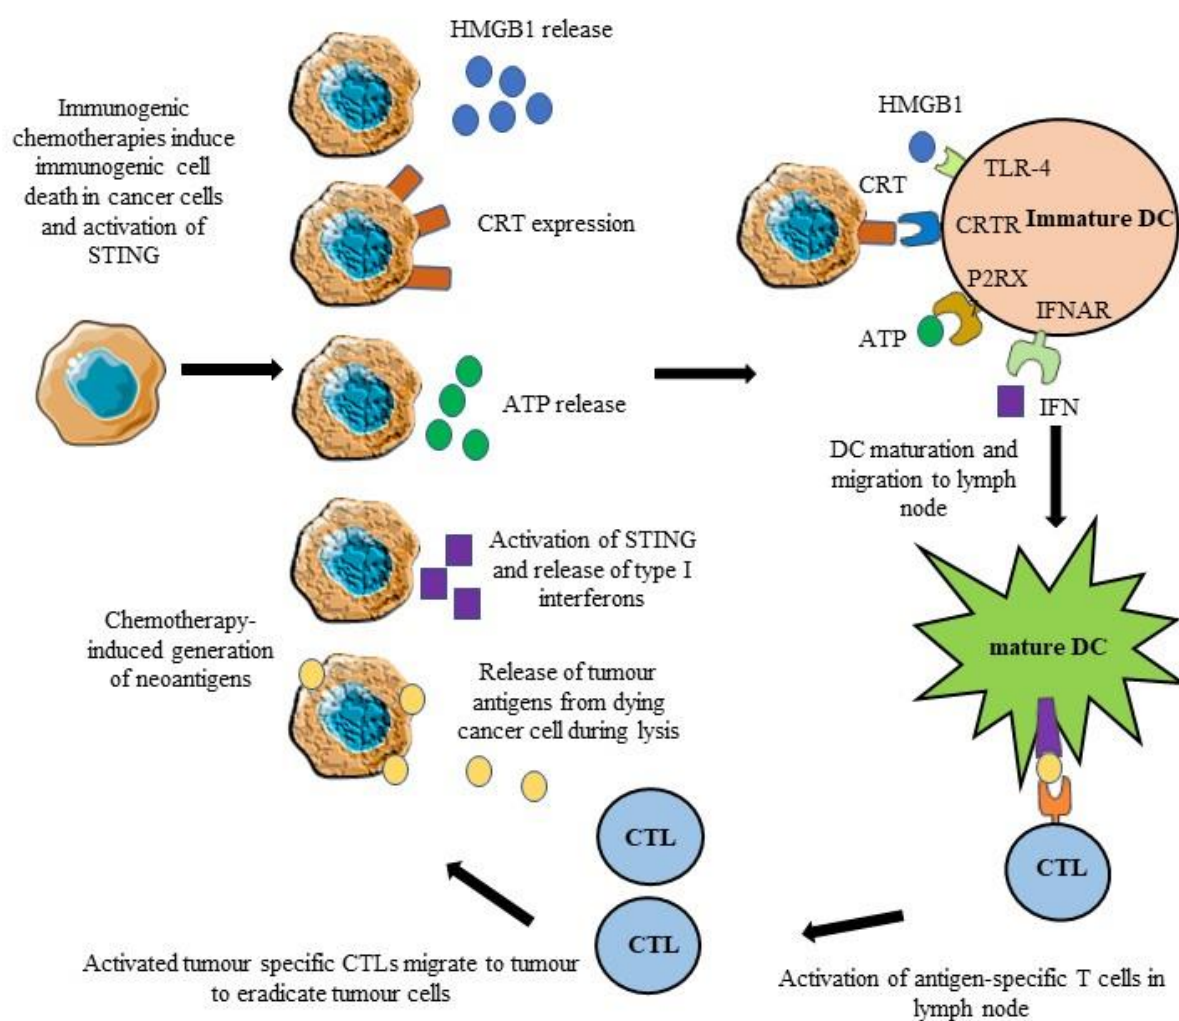 HMGB1 release
Immunogenic
chemotherapies induce
immunogenic cell
death in cancer cells
and activation of
STING
CRT expression
ATP release
Activation of STING
and release of type I
interferons
Chemotherapy-
induced generation
of neoantigens
Release of tumour
antigens from dying
cancer cell during lysis
HMGB1
TLR-4
CRT
CRTR
Immature DC
P2RX
7
IFNAR
ATP
IFN
DC maturation and
migration to lymph
node
mature DC
CTL
Activation of antigen-specific T cells in
lymph node
CTL
CTL
Activated tumour specific CTLs migrate to tumour
to eradicate tumour cells